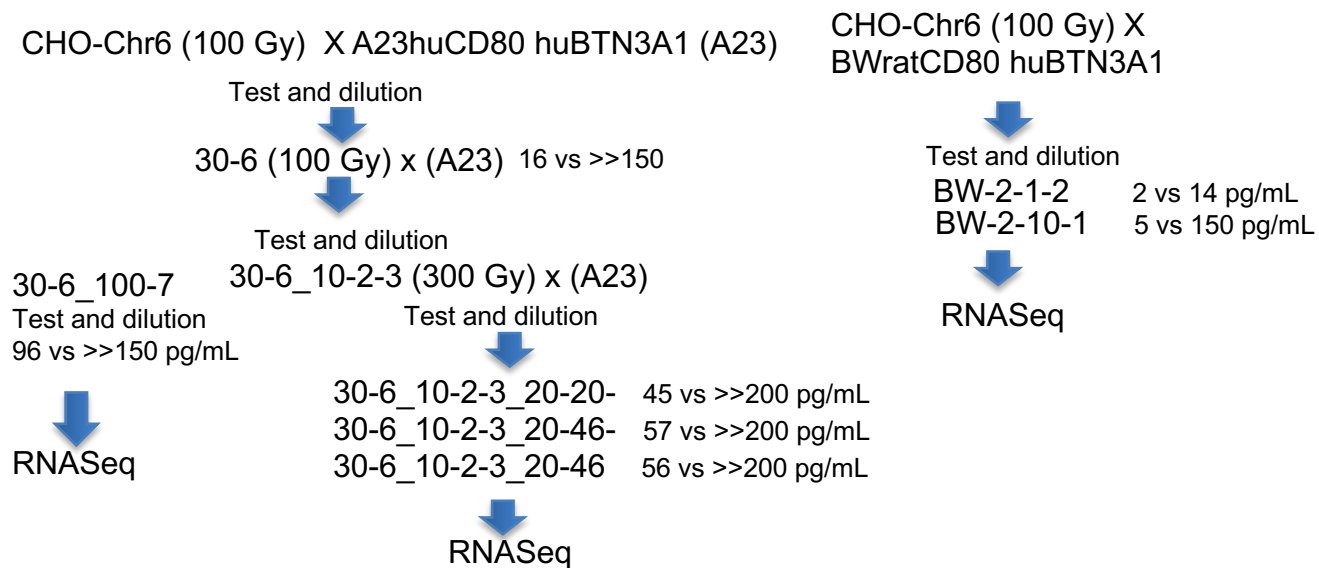 CHO-Chr6 (100 Gy)  X A23huCD80 huBTN3A1 (A23)
Test and dilution
30-6 (100 Gy) x (A23)  16 vs >>150
Test and dilution
30-6_10-2-3 (300 Gy) x (A23)
30-6_100-7
Test and dilution
96 vs >>150 pg/mL
RNASeq
Test and dilution
30-6_10-2-3_20-20-  45 vs >>200 pg/mL
30-6_10-2-3_20-46-  57 vs >>200 pg/mL
30-6_10-2-3_20-46  56 vs >>200 pg/mL
RNASeq
CHO-Chr6 (100 Gy) X
BWratCD80 huBTN3A1
Test and dilution
BW-2-1-2  2 vs 14 pg/mL
BW-2-10-1  5 vs 150 pg/mL
RNASeq